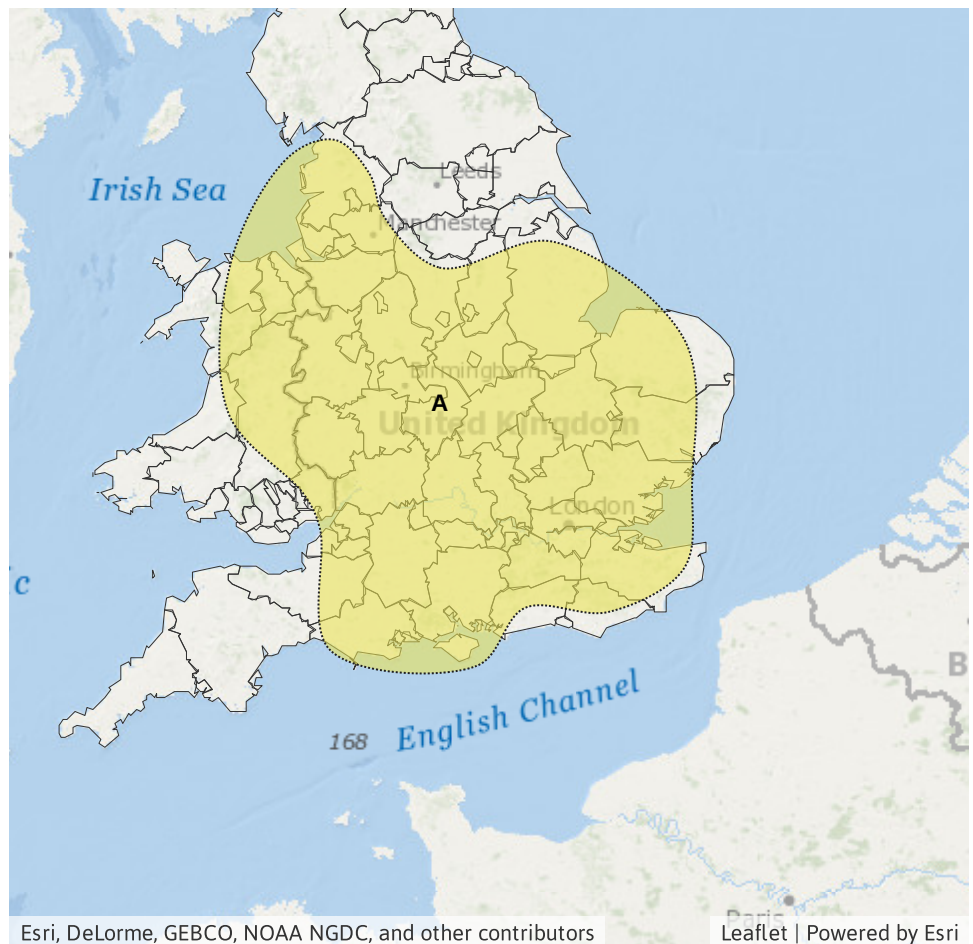 Leeds
Irish Sea
Manchester
Birmingham
A
United Kingdom
London
c
B
English Channel
168
Paris
Esri, DeLorme, GEBCO, NOAA NGDC, and other contributors
Leaflet | Powered by Esri